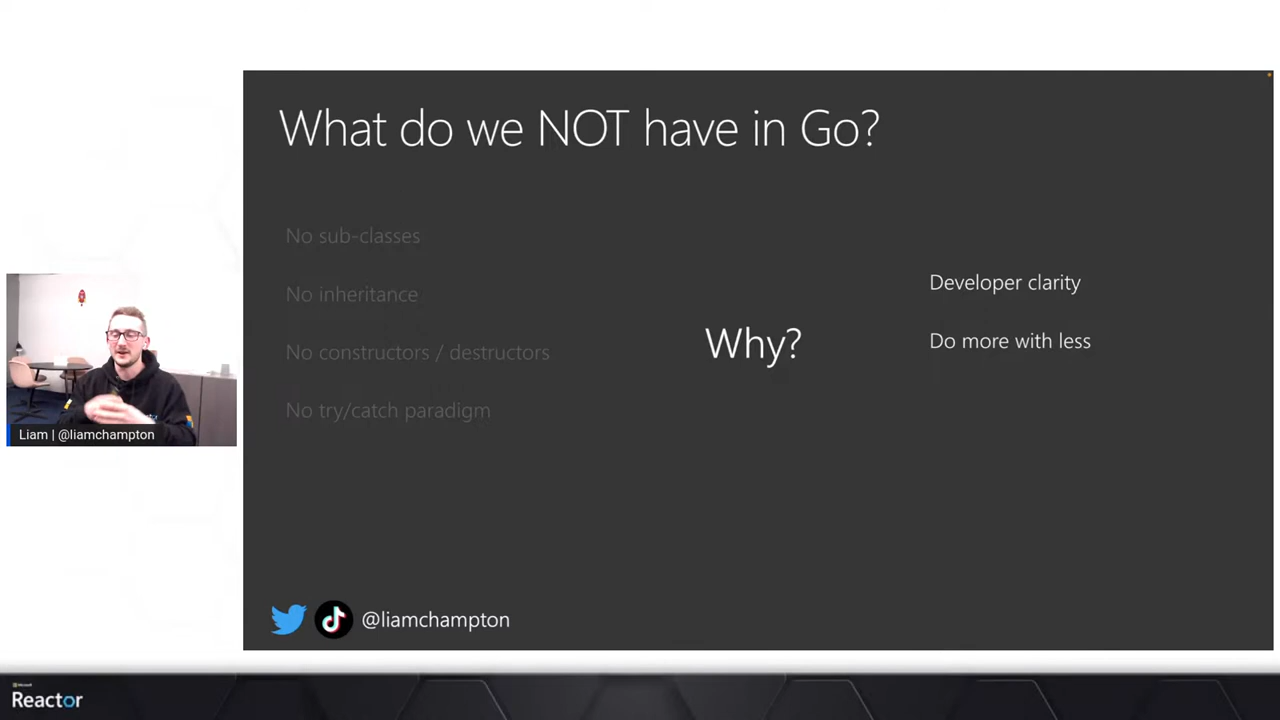 What do we NOT have in Go?
No sub-classes
No inheritance
No constructors / destructors
No try/catch paradigm
Why?
Developer clarity
Do more with less
Liam | @liamchampton
@liamchampton
Microsoft
Reactor